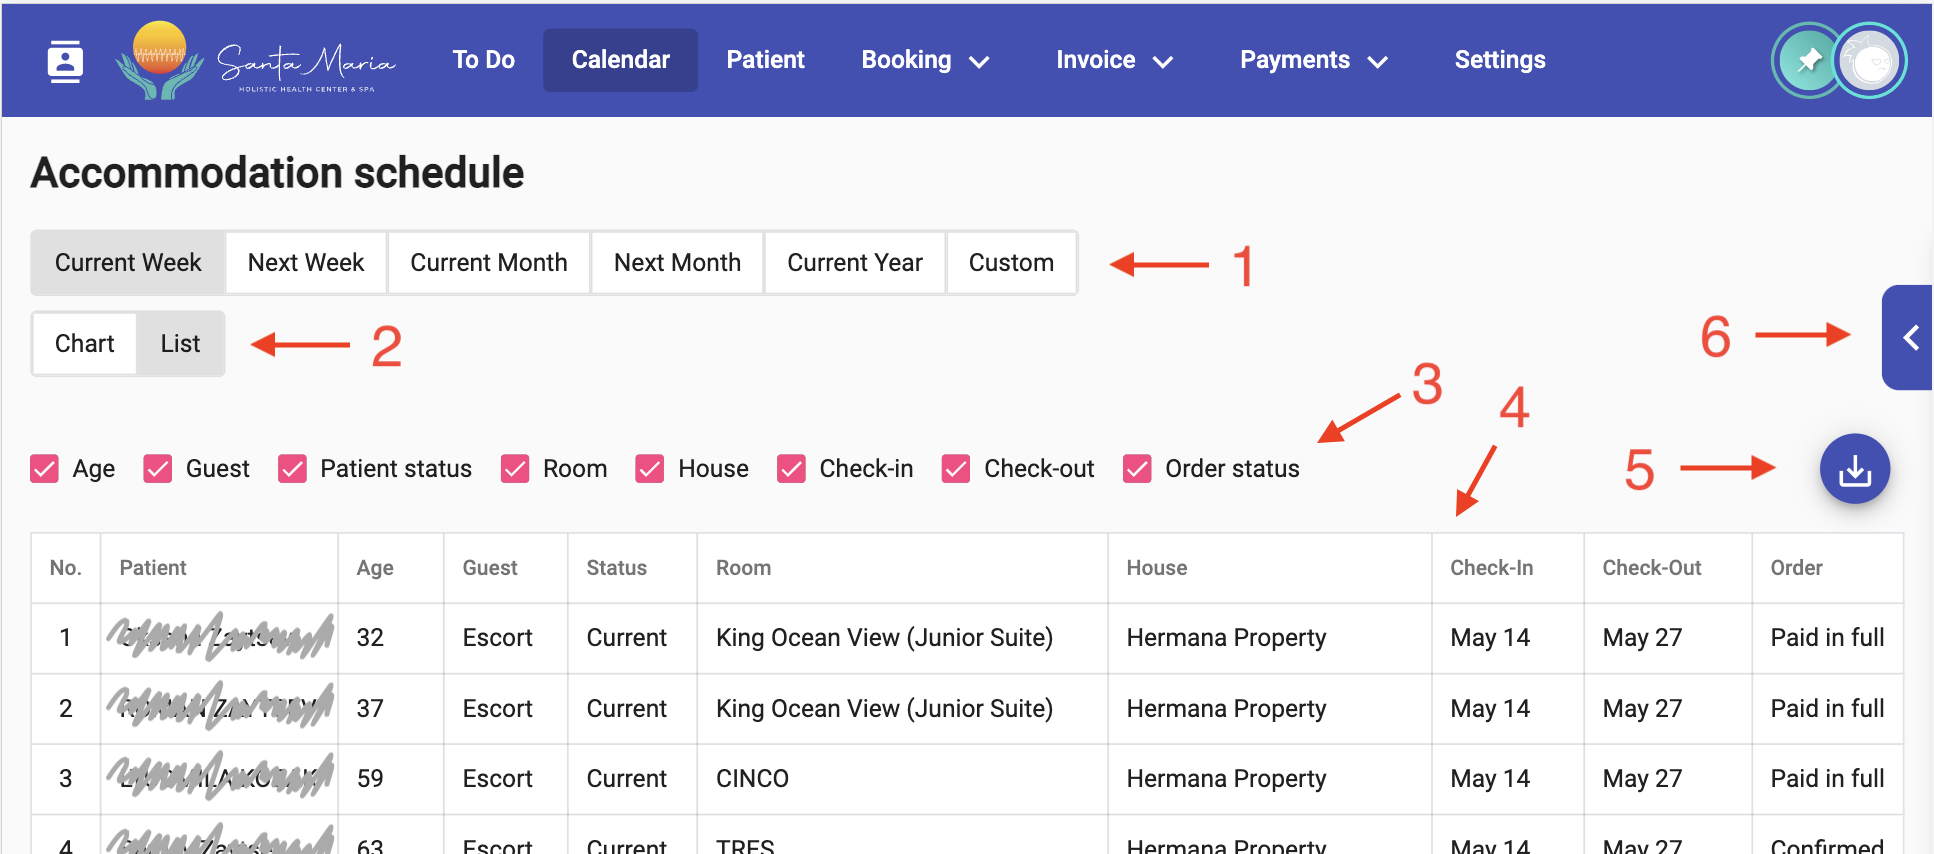 Santa Maria
HOLISTIC HEALTH CENTER & SPA
To Do Calendar Patient Booking Invoice Payments Settings
Accommodation schedule
Current Week Next Week Current Month Next Month Current Year Custom
1
Chart List
2
6
3
4
Age Guest Patient status Room House Check-in Check-out Order status
5
No. Patient Age Guest Status Room House Check-In Check-Out Order
1 32 Escort Current King Ocean View (Junior Suite) Hermana Property May 14 May 27 Paid in full
2 37 Escort Current King Ocean View (Junior Suite) Hermana Property May 14 May 27 Paid in full
3 59 Escort Current CINCO Hermana Property May 14 May 27 Paid in full
4 63 Escort Current TRES Hermana Property May 14 May 27 Confirmed